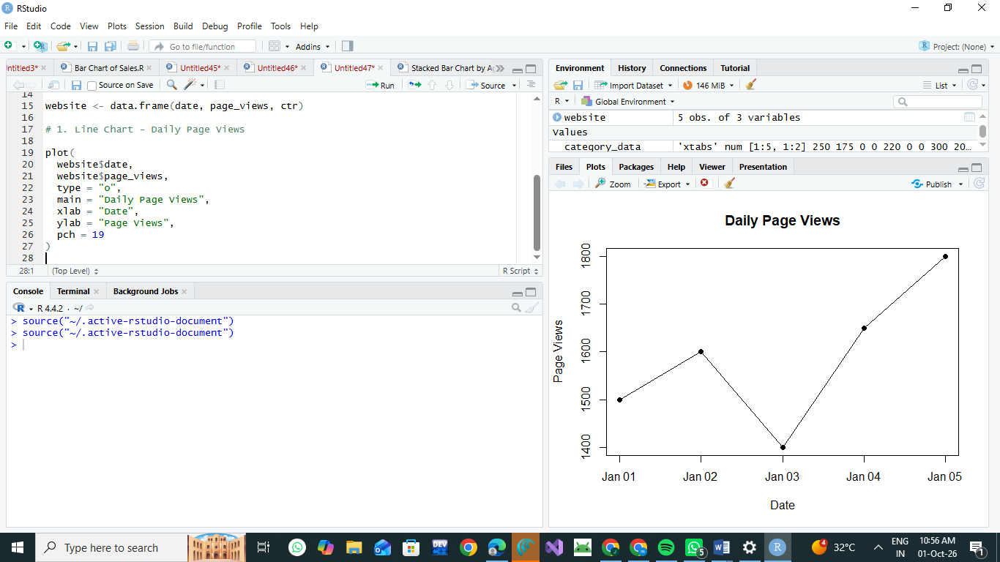 RStudio
File Edit Code View Plots Session Build Debug Profile Tools Help
Go to file/function Addins Project: (None)
ntitled3* Bar Chart of Sales.R Untitled45* Untitled46* Untitled47* Stacked Bar Chart by A
Source on Save Run Source
14
15 website <- data.frame(date, page_views, ctr)
16
17 # 1. Line Chart - Daily Page Views
18
19 plot(
20 website$date,
21 website$page_views,
22 type = "o",
23 main = "Daily Page Views",
24 xlab = "Date",
25 ylab = "Page Views",
26 pch = 19
27 )
28
28:1 (Top Level) R Script
Console Terminal Background Jobs
R 4.4.2 · ~/
> source("~/.active-rstudio-document")
> source("~/.active-rstudio-document")
>
Environment History Connections Tutorial
Import Dataset 146 MiB List
R Global Environment
website 5 obs. of 3 variables
Values
category_data 'xtabs' num [1:5, 1:2] 250 175 0 0 220 0 0 300 20…
Files Plots Packages Help Viewer Presentation
Zoom Export Publish
Daily Page Views
1800
1700
1600
1500
1400
Page Views
Jan 01 Jan 02 Jan 03 Jan 04 Jan 05
Date
Type here to search
DEV
5
4
32°C
ENG
IN
10:56 AM
01-Oct-26
1